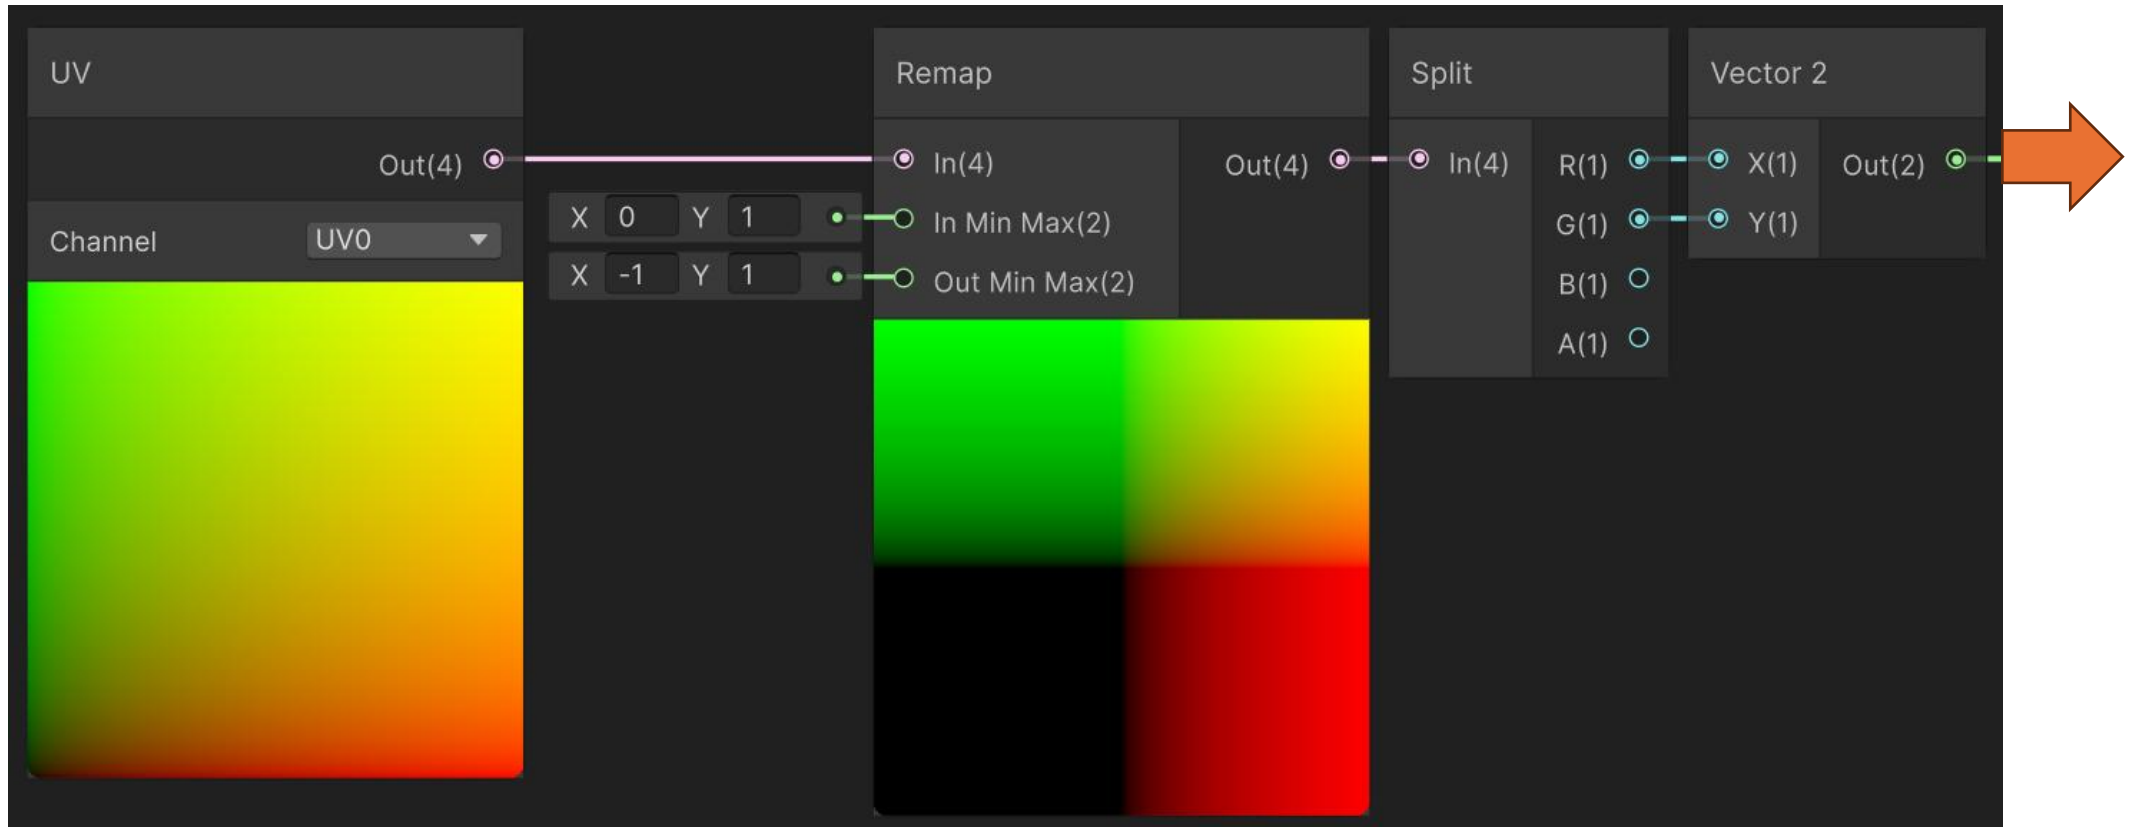 UV
Out(4)
Channel
UV0
X 0 Y 1
X -1 Y 1
Remap
In(4)
In Min Max(2)
Out Min Max(2)
Out(4)
Split
In(4)
R(1)
G(1)
B(1)
A(1)
Vector 2
X(1)
Y(1)
Out(2)